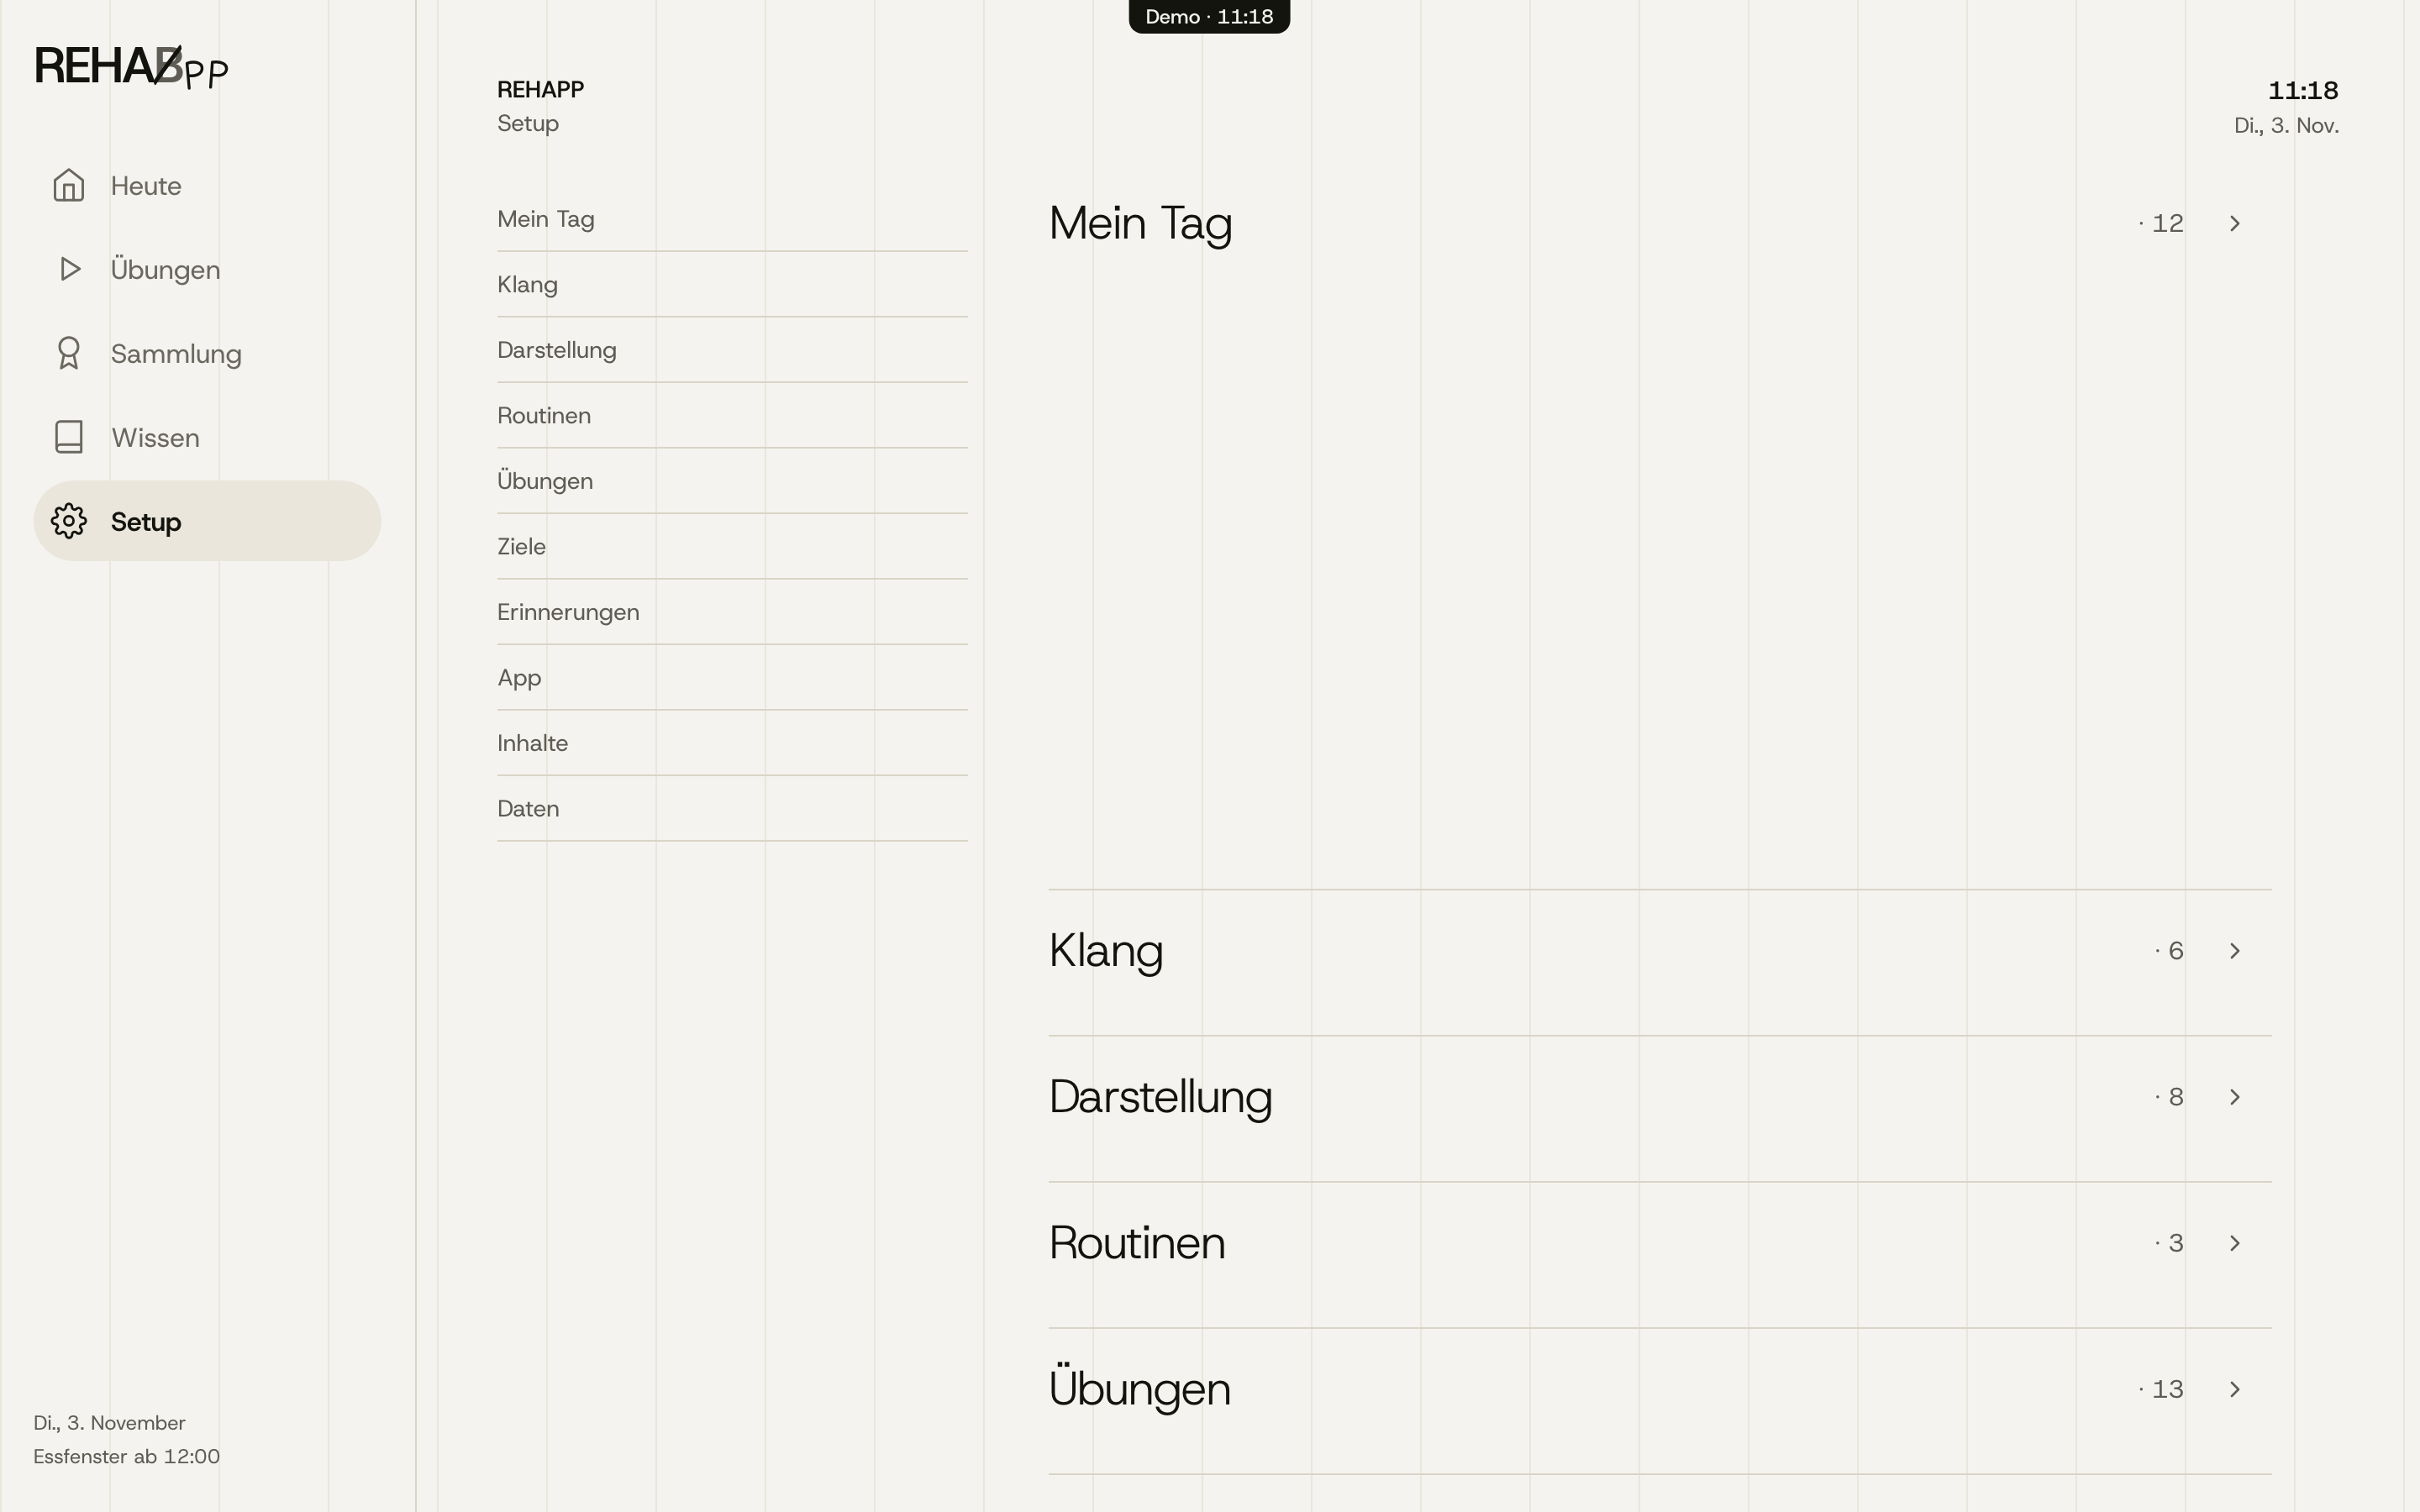 Demo · 11:18
REHABPP
Heute
Übungen
Sammlung
Wissen
Setup
Di., 3. November
Essfenster ab 12:00
REHAPP
Setup
11:18
Di., 3. Nov.
Mein Tag
Klang
Darstellung
Routinen
Übungen
Ziele
Erinnerungen
App
Inhalte
Daten
Mein Tag · 12
Klang · 6
Darstellung · 8
Routinen · 3
Übungen · 13